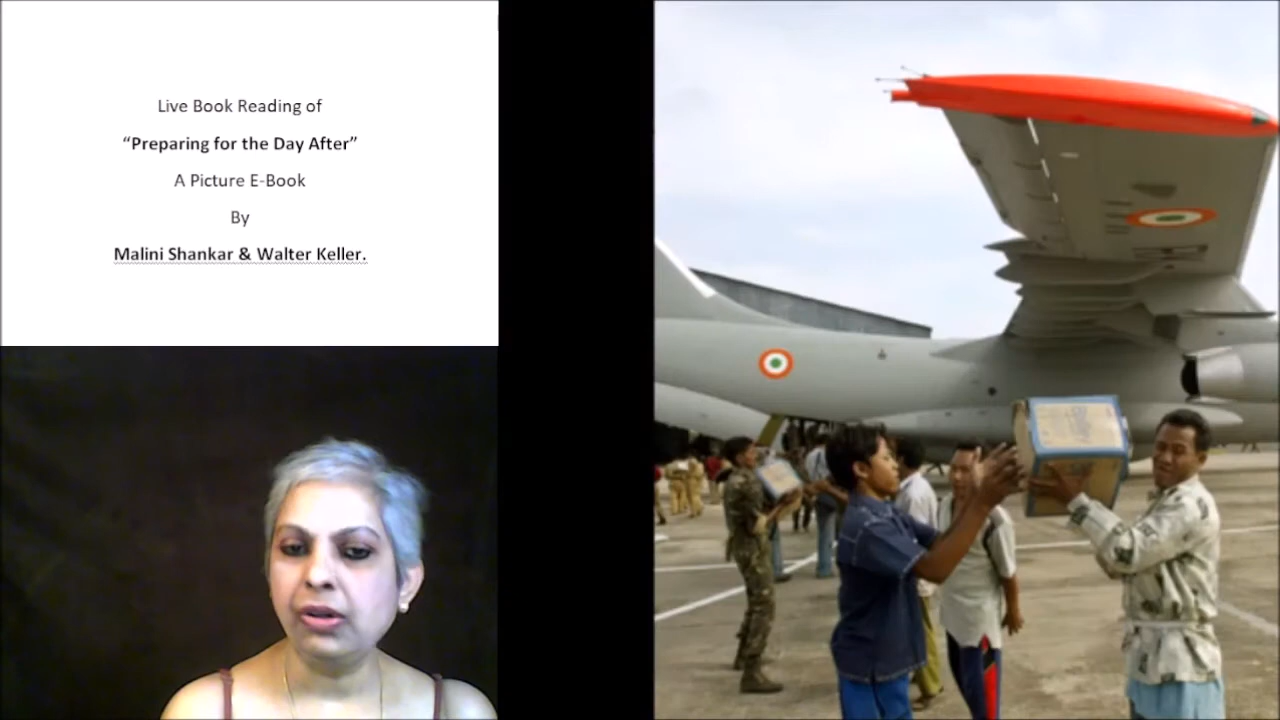 Live Book Reading of
“Preparing for the Day After”
A Picture E-Book
By
Malini Shankar & Walter Keller.